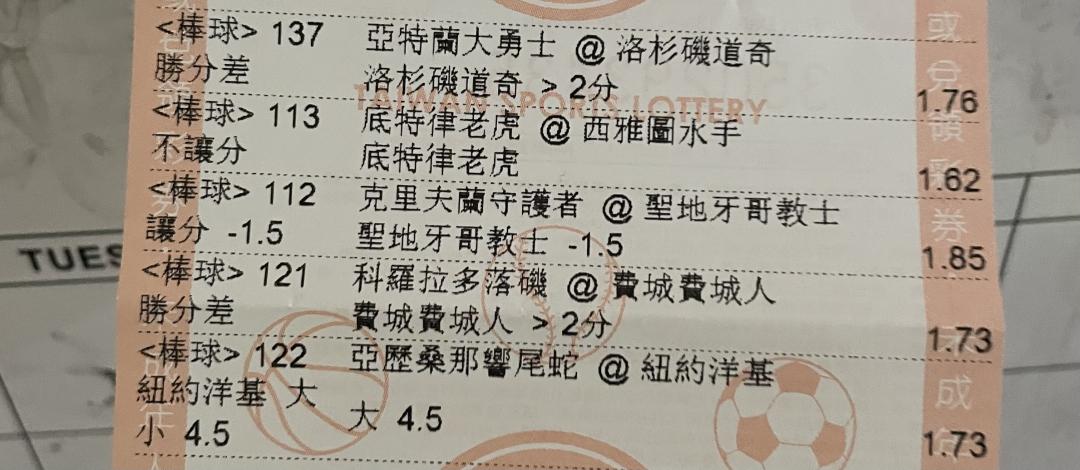 <棒球> 137 亞特蘭大勇士 @ 洛杉磯道奇
勝分差 洛杉磯道奇 > 2分 1.76
TAIWAN SPORTS LOTTERY
<棒球> 113 底特律老虎 @ 西雅圖水手
不讓分 底特律老虎 1.62
<棒球> 112 克里夫蘭守護者 @ 聖地牙哥教士
讓分 -1.5 聖地牙哥教士 -1.5 1.85
<棒球> 121 科羅拉多落磯 @ 費城費城人
勝分差 費城費城人 > 2分 1.73
<棒球> 122 亞歷桑那響尾蛇 @ 紐約洋基
紐約洋基 大 大 4.5
小 4.5 1.73
TUES
或
兌
領
彩
券
成